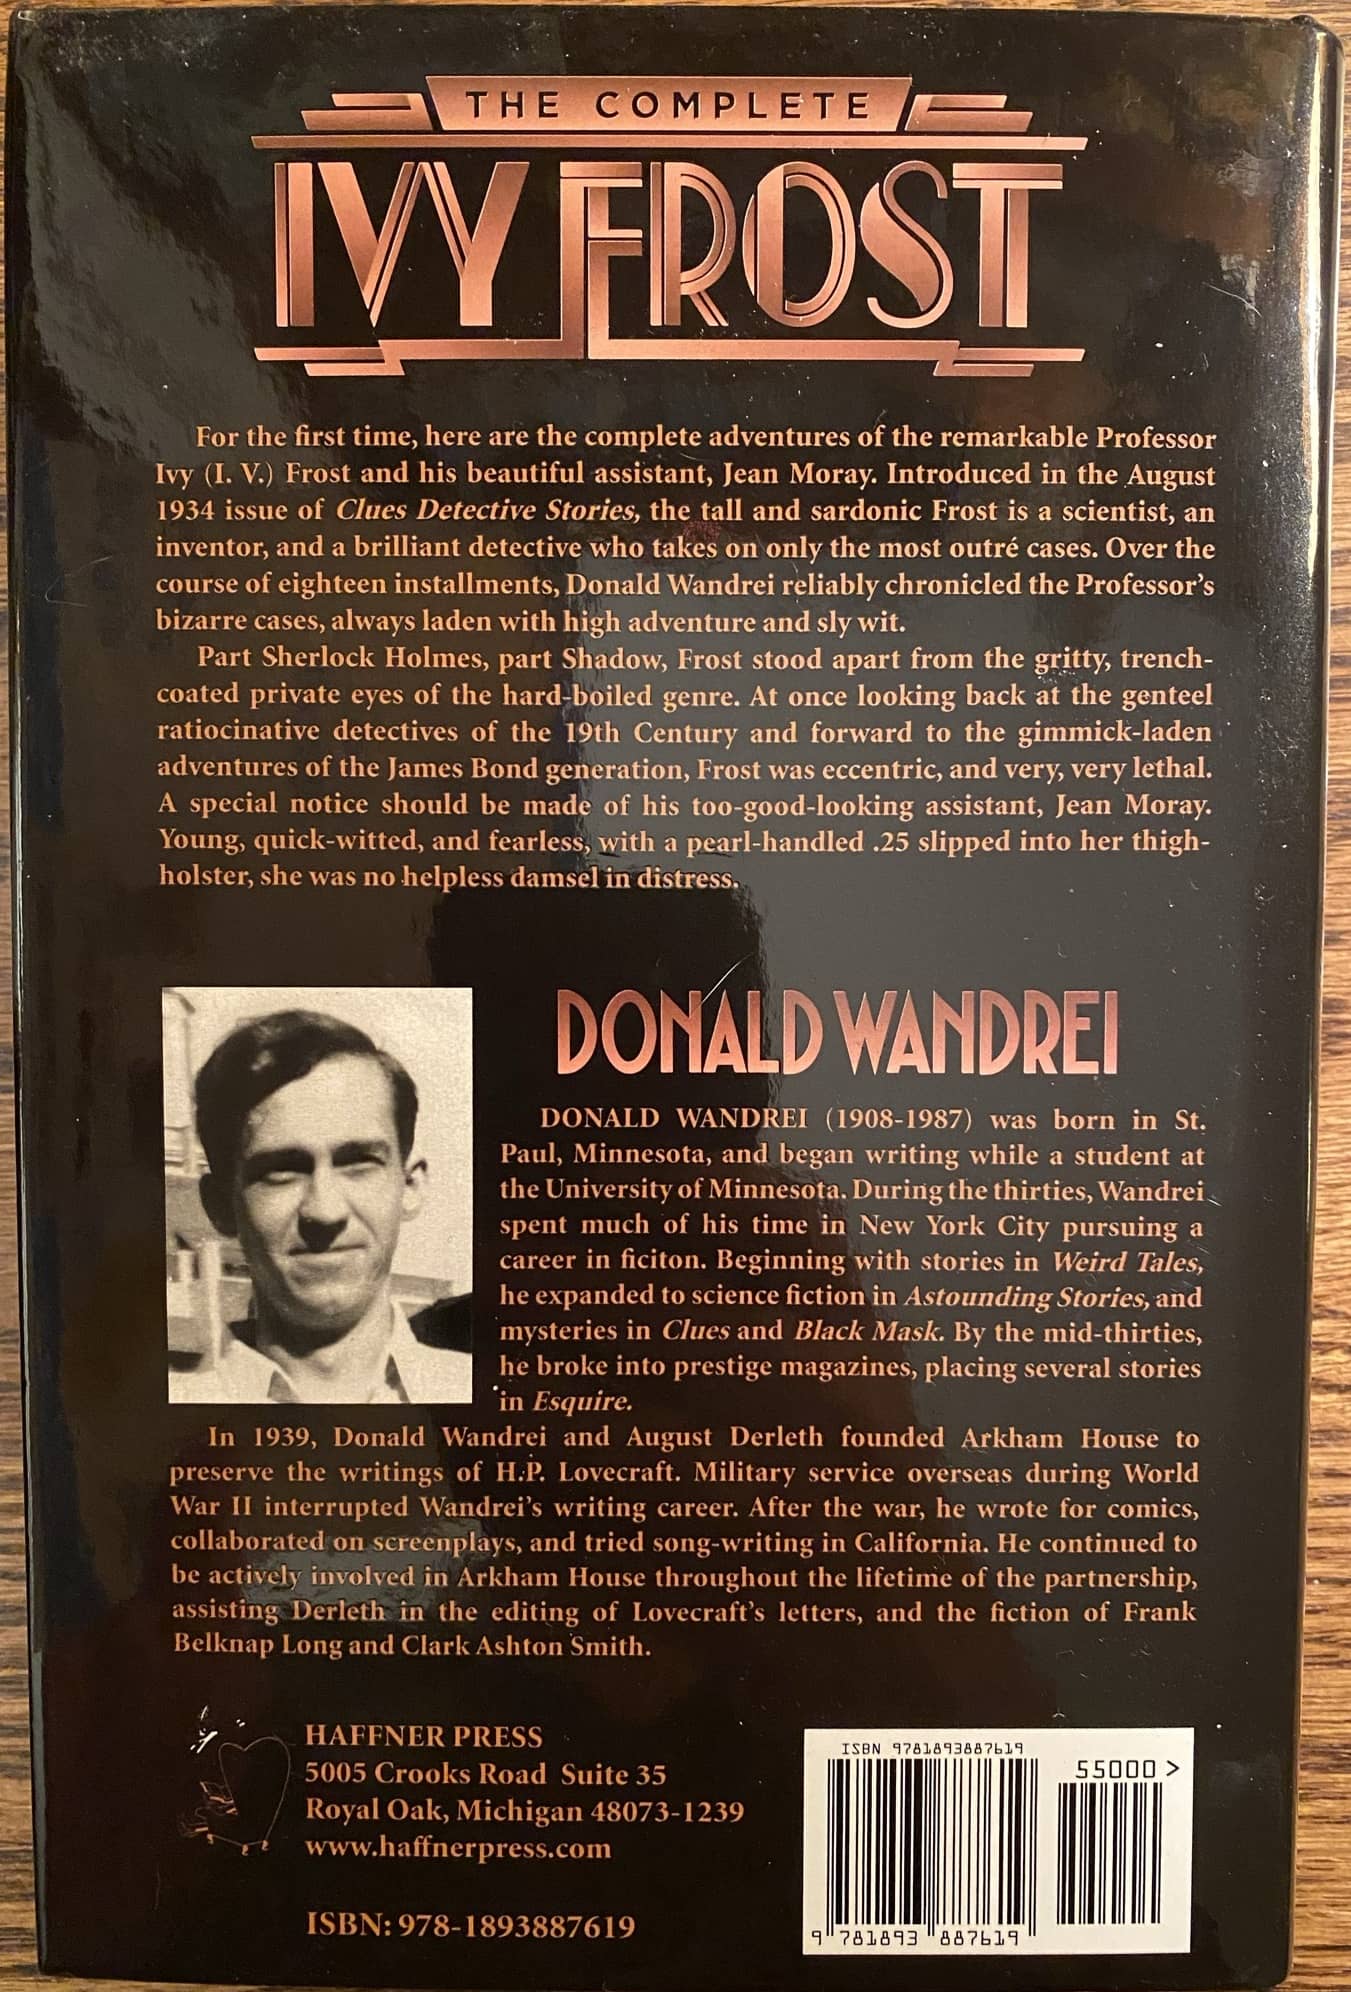 THE COMPLETE
IVY FROST
For the first time, here are the complete adventures of the remarkable Professor
Ivy (I. V.) Frost and his beautiful assistant, Jean Moray. Introduced in the August
1934 issue of Clues Detective Stories, the tall and sardonic Frost is a scientist, an
inventor, and a brilliant detective who takes on only the most outré cases. Over the
course of eighteen installments, Donald Wandrei reliably chronicled the Professor's
bizarre cases, always laden with high adventure and sly wit.
Part Sherlock Holmes, part Shadow, Frost stood apart from the gritty, trench-
coated private eyes of the hard-boiled genre. At once looking back at the genteel
ratiocinative detectives of the 19th Century and forward to the gimmick-laden
adventures of the James Bond generation, Frost was eccentric, and very, very lethal.
A special notice should be made of his too-good-looking assistant, Jean Moray.
Young, quick-witted, and fearless, with a pearl-handled .25 slipped into her thigh-
holster, she was no helpless damsel in distress.
DONALD WANDREI
DONALD WANDREI (1908-1987) was born in St.
Paul, Minnesota, and began writing while a student at
the University of Minnesota. During the thirties, Wandrei
spent much of his time in New York City pursuing a
career in ficiton. Beginning with stories in Weird Tales,
he expanded to science fiction in Astounding Stories, and
mysteries in Clues and Black Mask. By the mid-thirties,
he broke into prestige magazines, placing several stories
in Esquire.
In 1939, Donald Wandrei and August Derleth founded Arkham House to
preserve the writings of H.P. Lovecraft. Military service overseas during World
War II interrupted Wandrei's writing career. After the war, he wrote for comics,
collaborated on screenplays, and tried song-writing in California. He continued to
be actively involved in Arkham House throughout the lifetime of the partnership,
assisting Derleth in the editing of Lovecraft's letters, and the fiction of Frank
Belknap Long and Clark Ashton Smith.
HAFFNER PRESS
5005 Crooks Road Suite 35
Royal Oak, Michigan 48073-1239
www.haffnerpress.com
ISBN: 978-1893887619
ISBN 9781893887619
55000 >
9 781893 887619